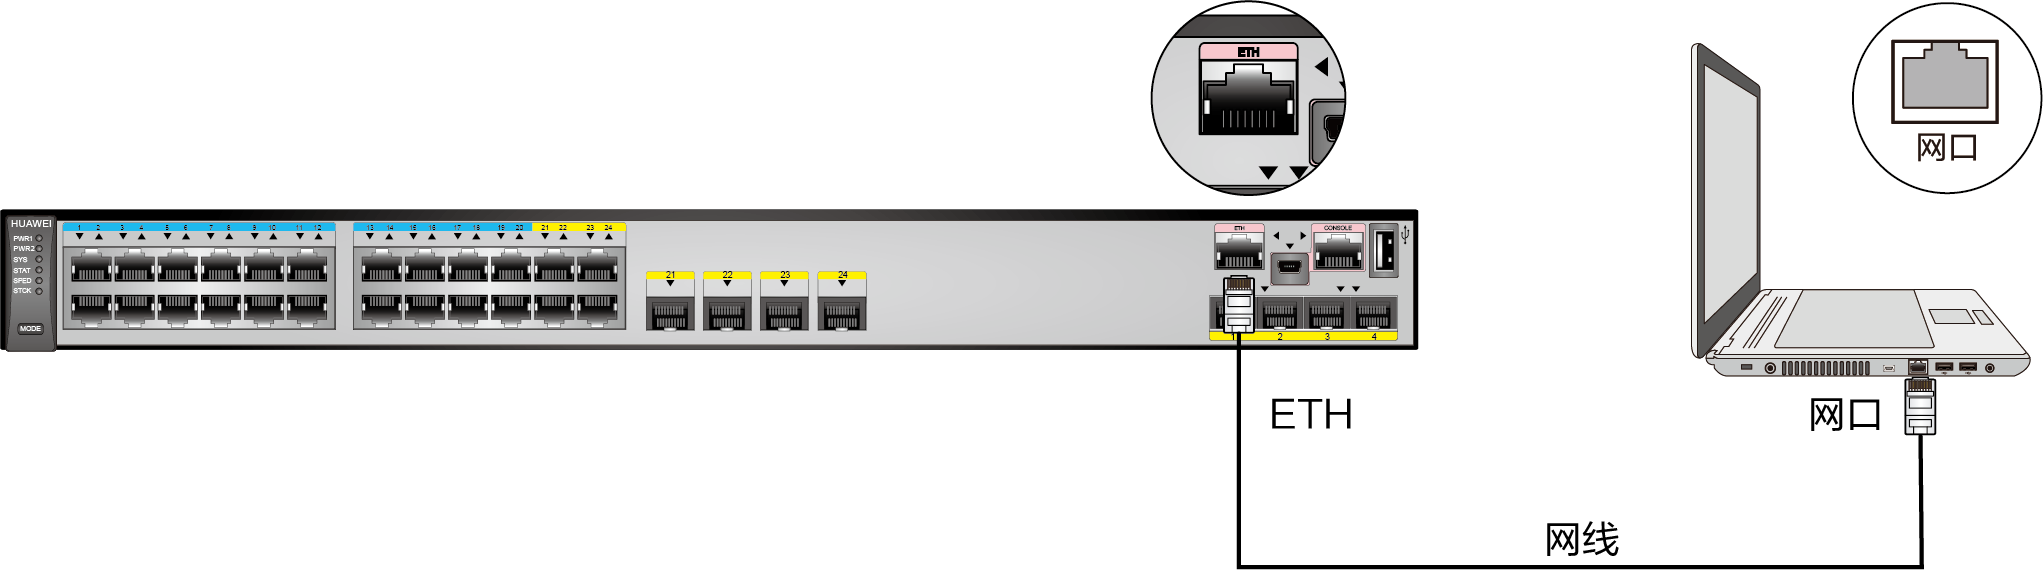 ETH
网口
HUAWEI
PWR1
PWR2
SYS
STAT
SPED
STCK
MODE
1 2 3 4 5 6 7 8 9 10 11 12
13 14 15 16 17 18 19 20 21 22 23 24
21 22 23 24
ETH
CONSOLE
1 2 3 4
ETH
网口
网线